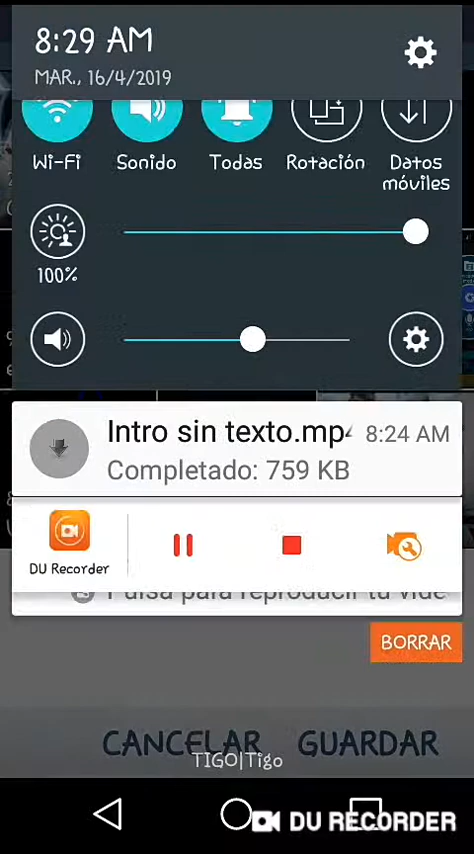 8:29 AM
MAR., 16/4/2019
Wi-Fi
Sonido
Todas
Rotación
Datos
móviles
100%
Intro sin texto.mp4
8:24 AM
Completado: 759 KB
DU Recorder
Pulsa para reproducir tu vide
BORRAR
CANCELAR
GUARDAR
TIGO|Tigo
DU RECORDER